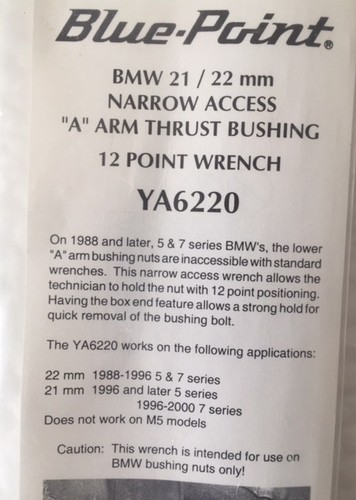 Blue-Point®
BMW 21 / 22 mm
NARROW ACCESS
"A" ARM THRUST BUSHING
12 POINT WRENCH
YA6220
On 1988 and later, 5 & 7 series BMW's, the lower
"A" arm bushing nuts are inaccessible with standard
wrenches. This narrow access wrench allows the
technician to hold the nut with 12 point positioning.
Having the box end feature allows a strong hold for
quick removal of the bushing bolt.
The YA6220 works on the following applications:
22 mm 1988-1996 5 & 7 series
21 mm 1996 and later 5 series
1996-2000 7 series
Does not work on M5 models
Caution: This wrench is intended for use on
BMW bushing nuts only!